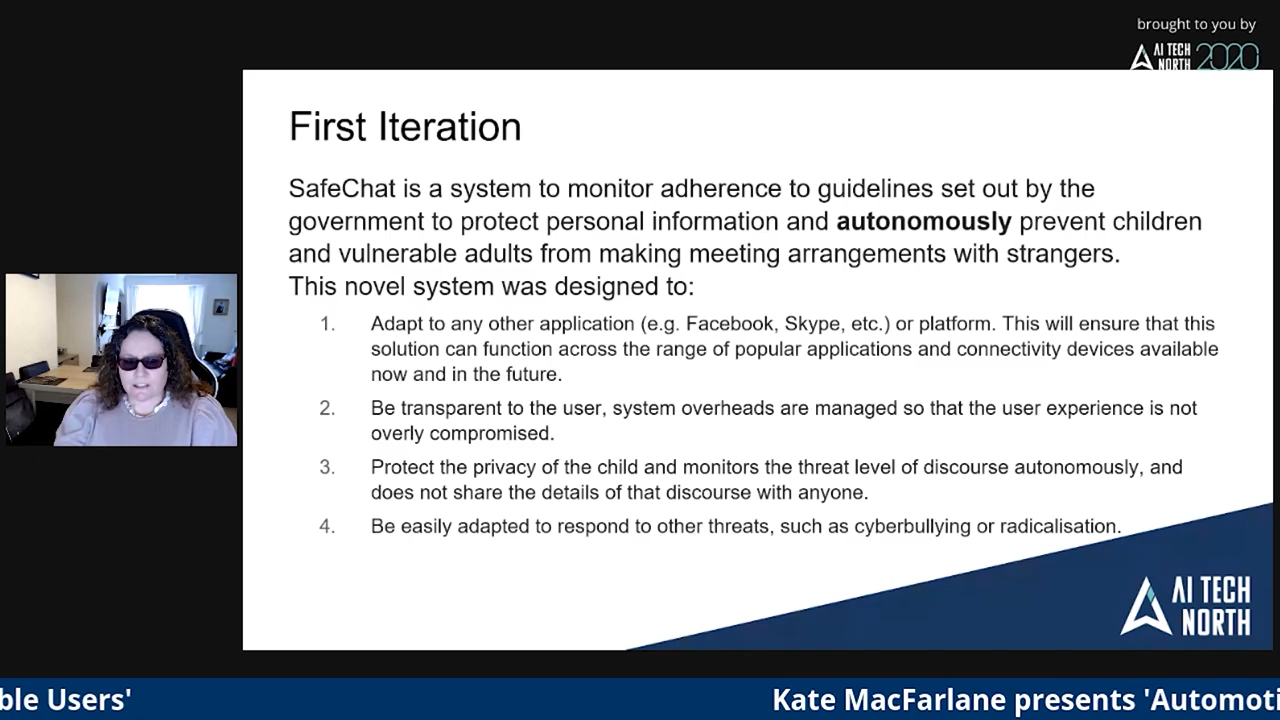 brought to you by
AI TECH
NORTH 2020
First Iteration
SafeChat is a system to monitor adherence to guidelines set out by the
government to protect personal information and autonomously prevent children
and vulnerable adults from making meeting arrangements with strangers.
This novel system was designed to:
1. Adapt to any other application (e.g. Facebook, Skype, etc.) or platform. This will ensure that this
solution can function across the range of popular applications and connectivity devices available
now and in the future.
2. Be transparent to the user, system overheads are managed so that the user experience is not
overly compromised.
3. Protect the privacy of the child and monitors the threat level of discourse autonomously, and
does not share the details of that discourse with anyone.
4. Be easily adapted to respond to other threats, such as cyberbullying or radicalisation.
AI TECH
NORTH
ble Users' Kate MacFarlane presents 'Automoti